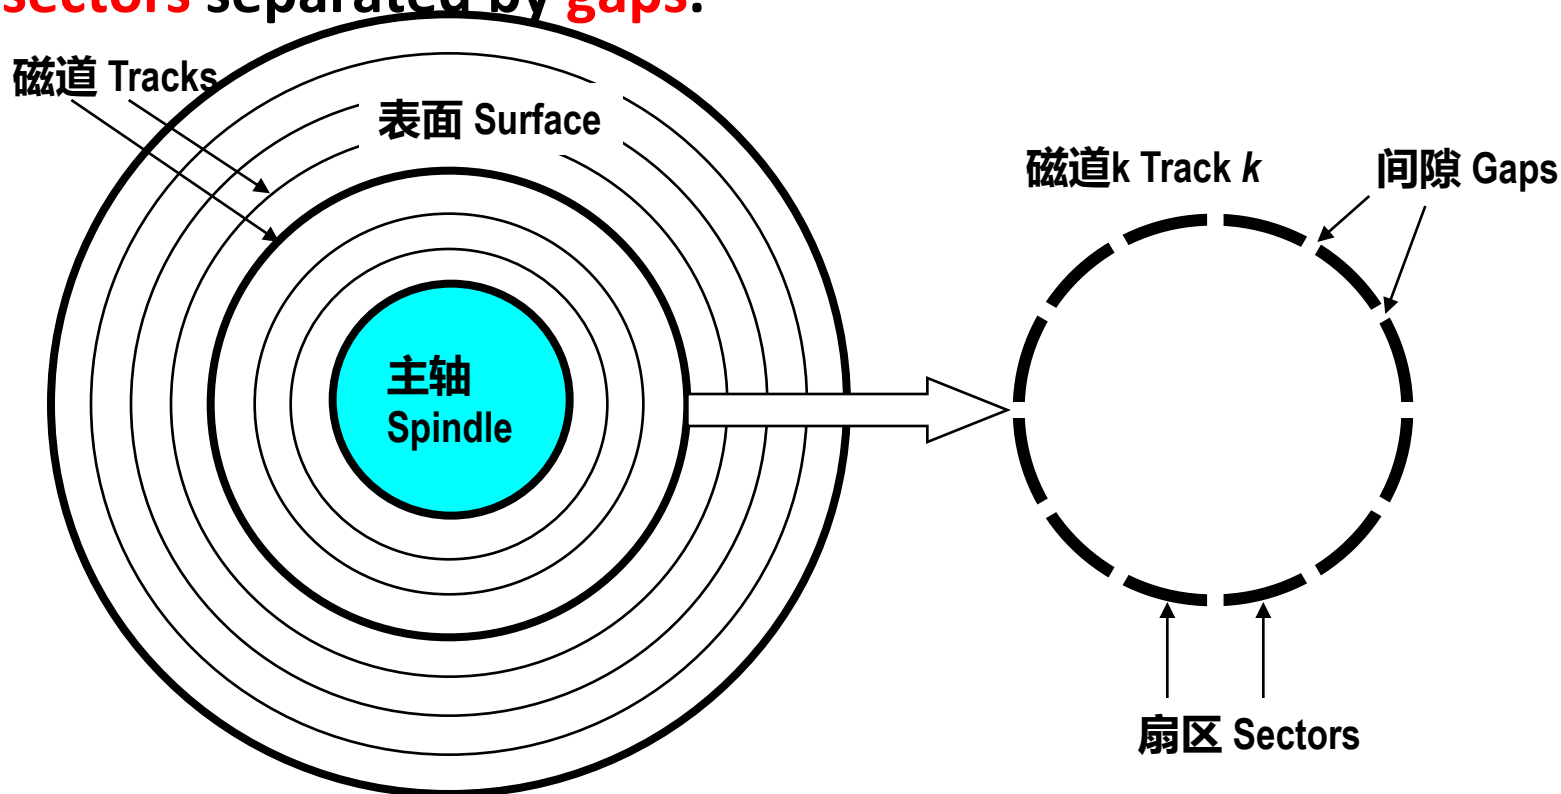 sectors separated by gaps.
磁道 Tracks
表面 Surface
磁道k Track k
间隙 Gaps
主轴
Spindle
扇区 Sectors